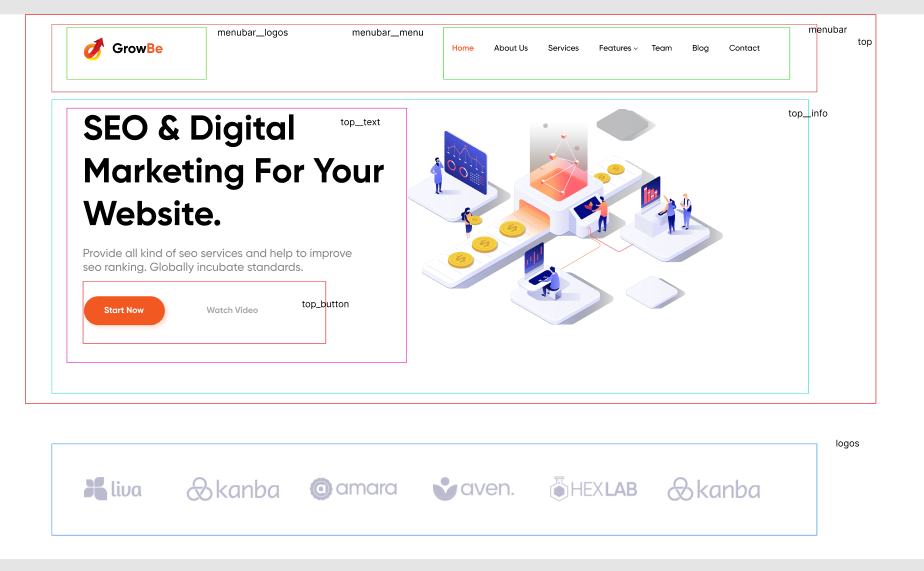 menubar__logos
menubar__menu
menubar
top
GrowBe
Home
About Us
Services
Features
Team
Blog
Contact
top__info
top__text
SEO & Digital
Marketing For Your
Website.
Provide all kind of seo services and help to improve
seo ranking. Globally incubate standards.
Start Now
Watch Video
top_button
logos
liva
kanba
@ amara
aven.
HEXLAB
kanba